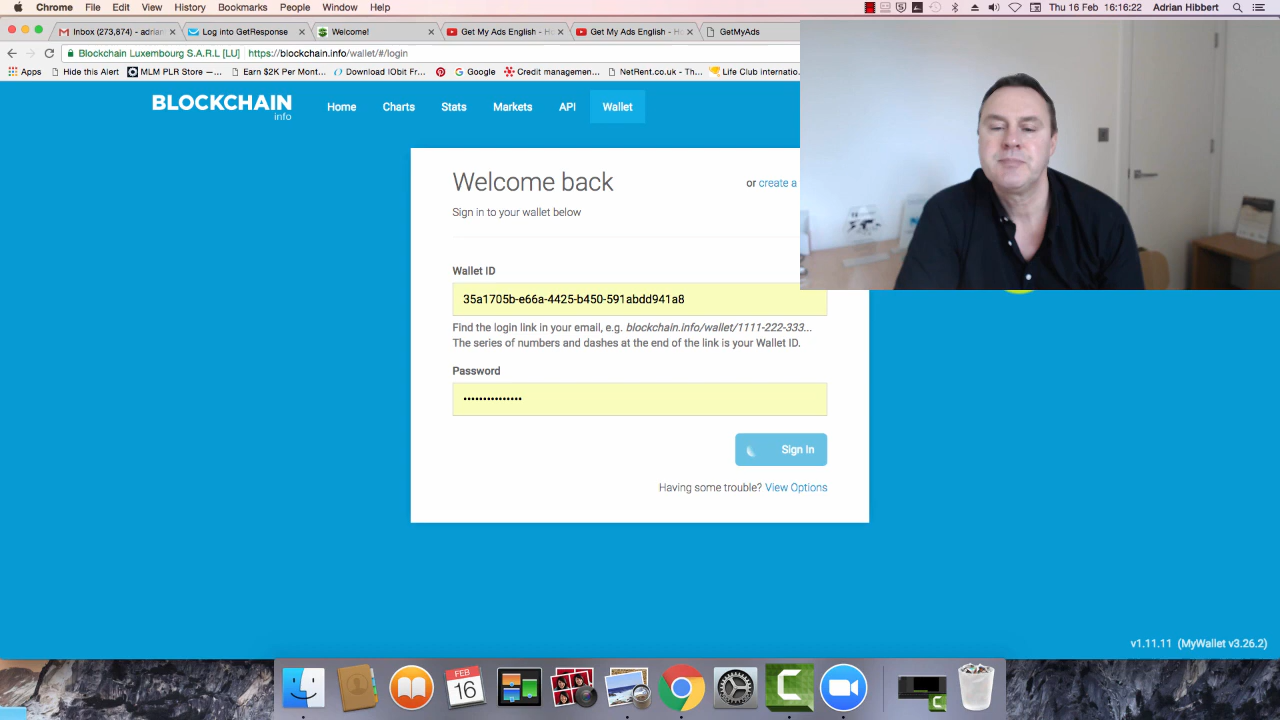 Chrome File Edit View History Bookmarks People Window Help Thu 16 Feb 16:16:22 Adrian Hibbert
Inbox (273,874) - adrian Log into GetResponse Welcome! Get My Ads English - H Get My Ads English - H GetMyAds
Blockchain Luxembourg S.A.R.L [LU] https://blockchain.info/wallet/#/login
Apps Hide this Alert MLM PLR Store —... Earn $2K Per Mont... Download IObit Fr... Google Credit managemen... NetRent.co.uk - Th... Life Club internatio
BLOCKCHAIN
info
Home Charts Stats Markets API Wallet
Welcome back
or create a
Sign in to your wallet below
Wallet ID
35a1705b-e66a-4425-b450-591abdd941a8
Find the login link in your email, e.g. blockchain.info/wallet/1111-222-333...
The series of numbers and dashes at the end of the link is your Wallet ID.
Password
Sign In
Having some trouble? View Options
v1.11.11 (MyWallet v3.26.2)
FEB
16